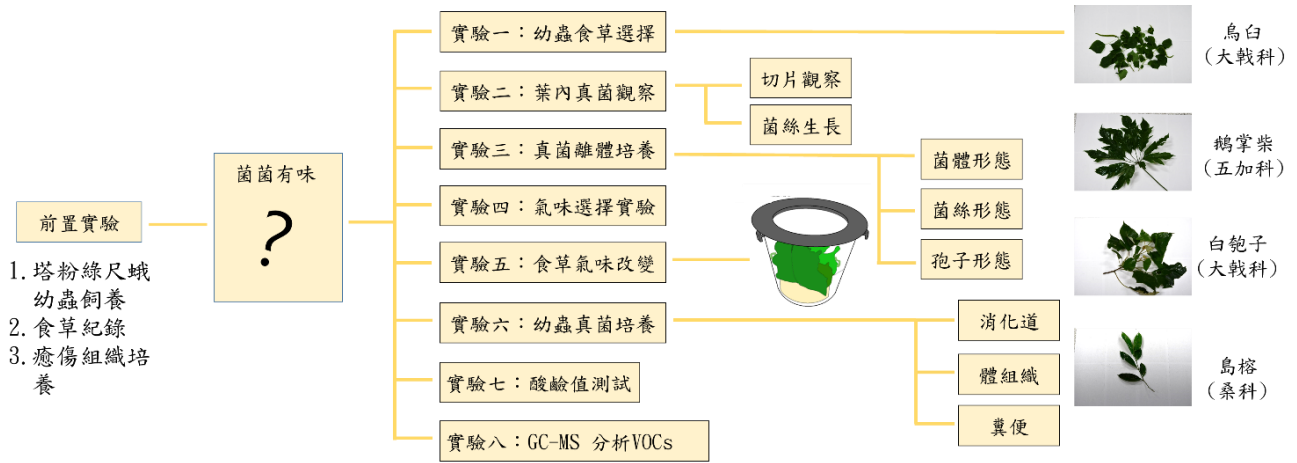 前置實驗
1.塔粉綠尺蛾
幼蟲飼養
2.食草紀錄
3.癒傷組織培
養
菌菌有味
?
實驗一：幼蟲食草選擇
實驗二：葉內真菌觀察
切片觀察
菌絲生長
實驗三：真菌離體培養
菌體形態
菌絲形態
孢子形態
實驗四：氣味選擇實驗
實驗五：食草氣味改變
實驗六：幼蟲真菌培養
消化道
體組織
糞便
實驗七：酸鹼值測試
實驗八：GC-MS 分析VOCs
烏臼
(大戟科)
鵝掌柴
(五加科)
白匏子
(大戟科)
島榕
(桑科)